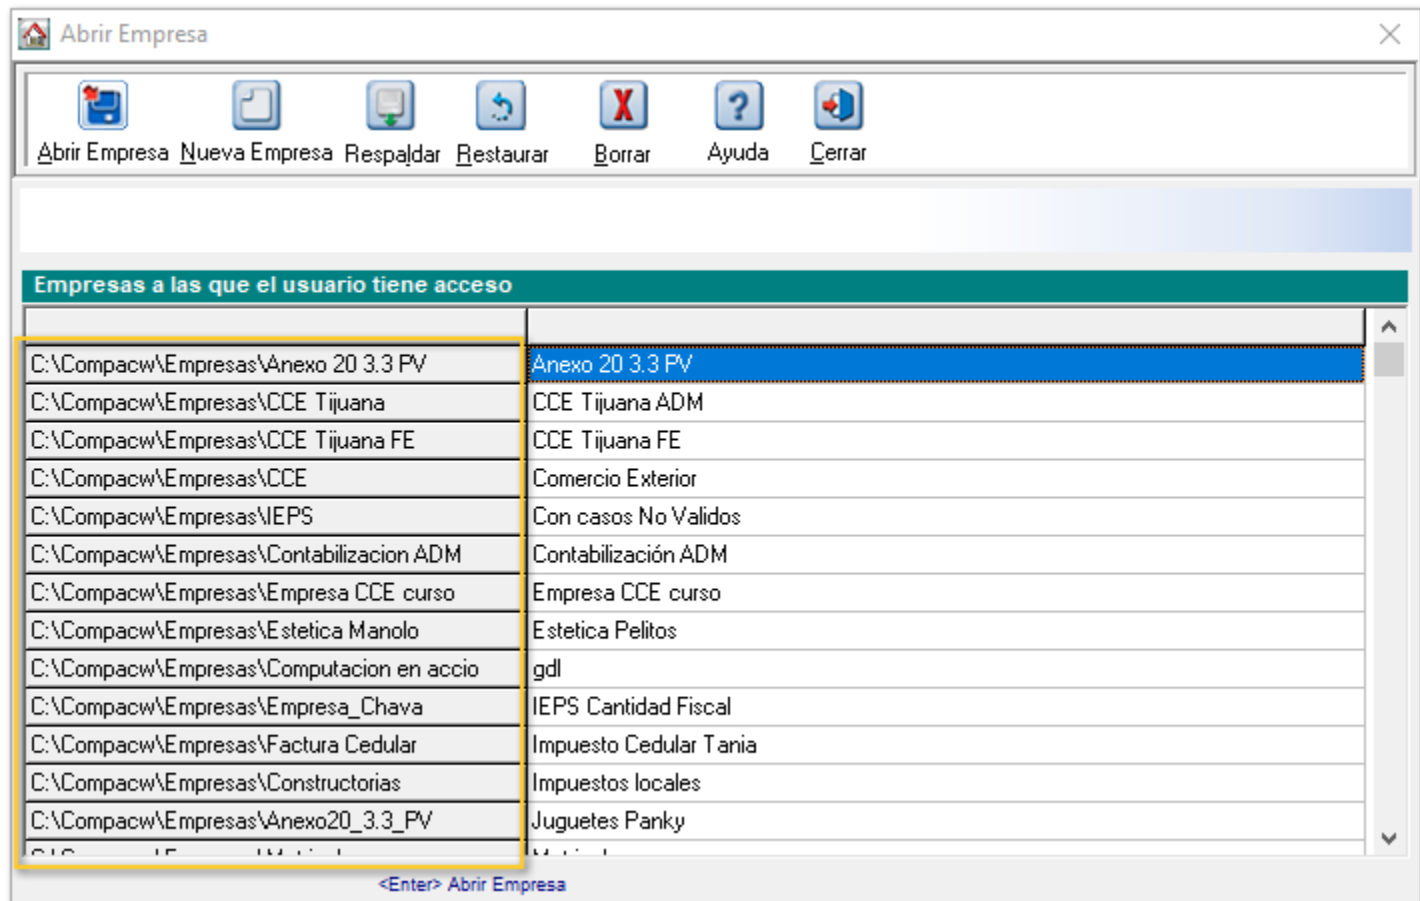 Abrir Empresa
Abrir Empresa Nueva Empresa Respaldar Restaurar Borrar Ayuda Cerrar
Empresas a las que el usuario tiene acceso
C:\Compacw\Empresas\Anexo 20 3.3 PV Anexo 20 3.3 PV
C:\Compacw\Empresas\CCE Tijuana CCE Tijuana ADM
C:\Compacw\Empresas\CCE Tijuana FE CCE Tijuana FE
C:\Compacw\Empresas\CCE Comercio Exterior
C:\Compacw\Empresas\IEPS Con casos No Validos
C:\Compacw\Empresas\Contabilizacion ADM Contabilización ADM
C:\Compacw\Empresas\Empresa CCE curso Empresa CCE curso
C:\Compacw\Empresas\Estetica Manolo Estetica Pelitos
C:\Compacw\Empresas\Computacion en accio gdl
C:\Compacw\Empresas\Empresa_Chava IEPS Cantidad Fiscal
C:\Compacw\Empresas\Factura Cedular Impuesto Cedular Tania
C:\Compacw\Empresas\Constructorias Impuestos locales
C:\Compacw\Empresas\Anexo20_3.3_PV Juguetes Panky
<Enter> Abrir Empresa